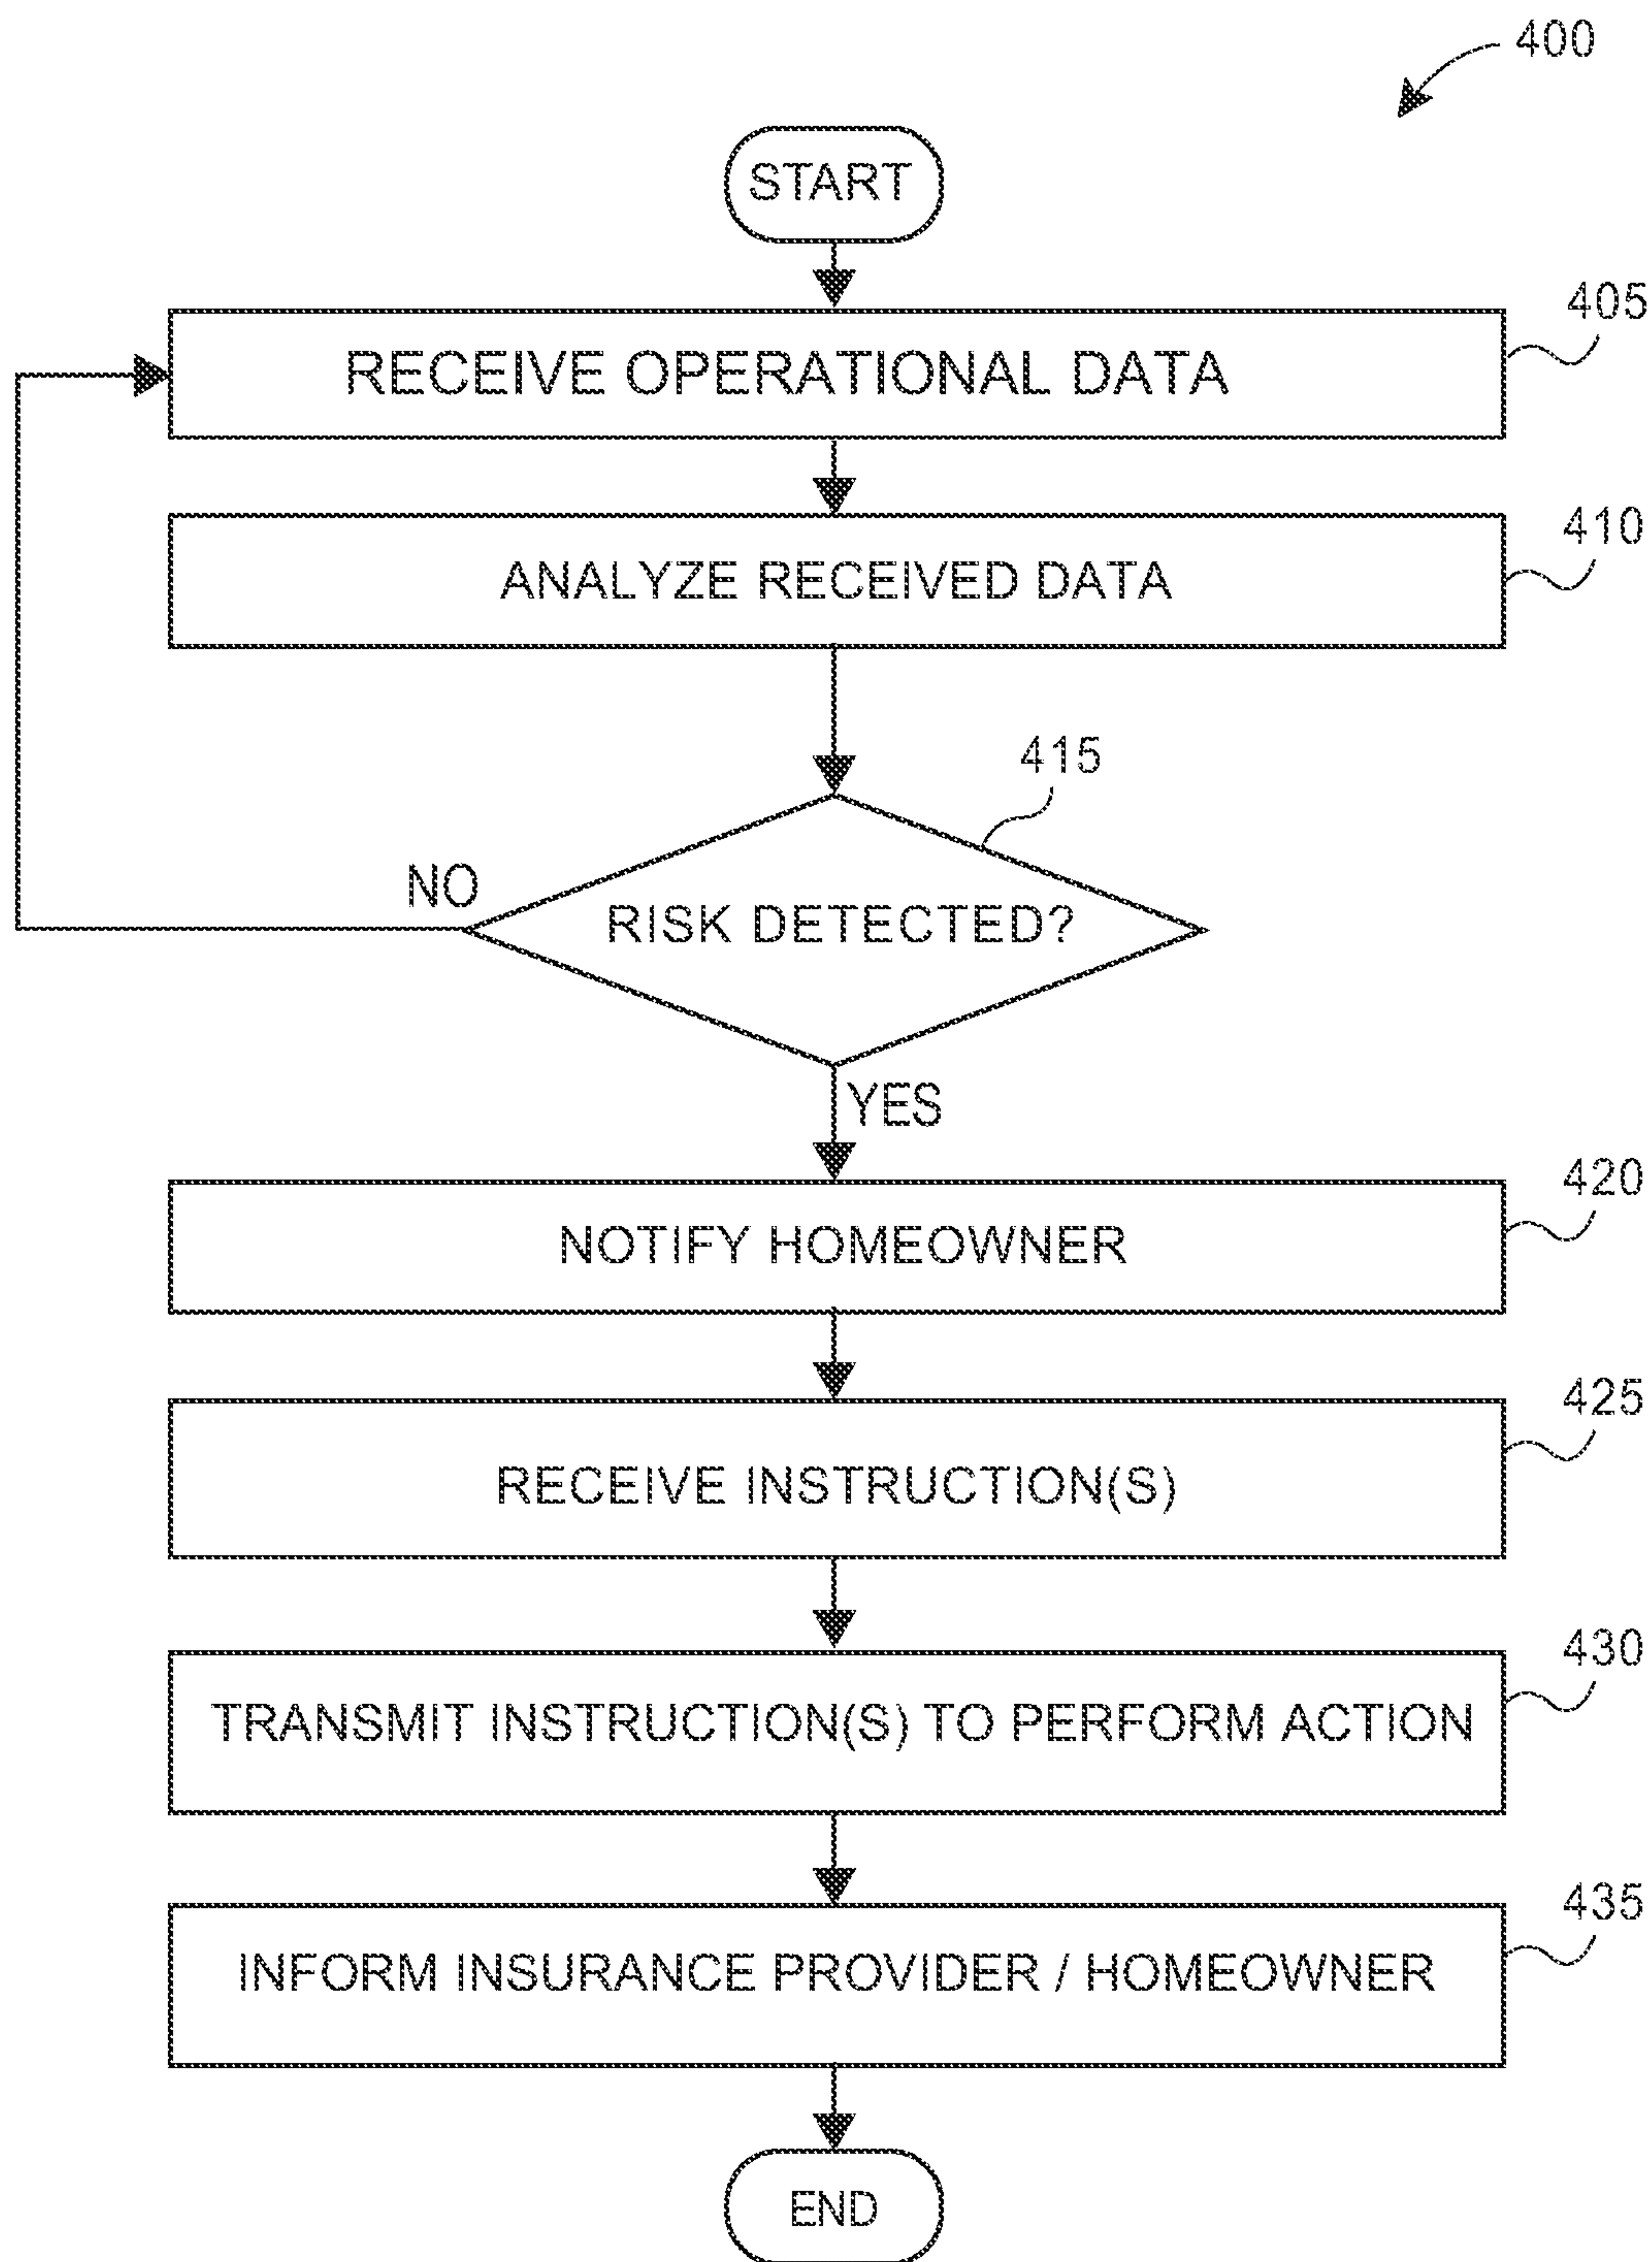 400
START
405
RECEIVE OPERATIONAL DATA
410
ANALYZE RECEIVED DATA
415
NO
RISK DETECTED?
YES
420
NOTIFY HOMEOWNER
425
RECEIVE INSTRUCTION(S)
430
TRANSMIT INSTRUCTION(S) TO PERFORM ACTION
435
INFORM INSURANCE PROVIDER / HOMEOWNER
END